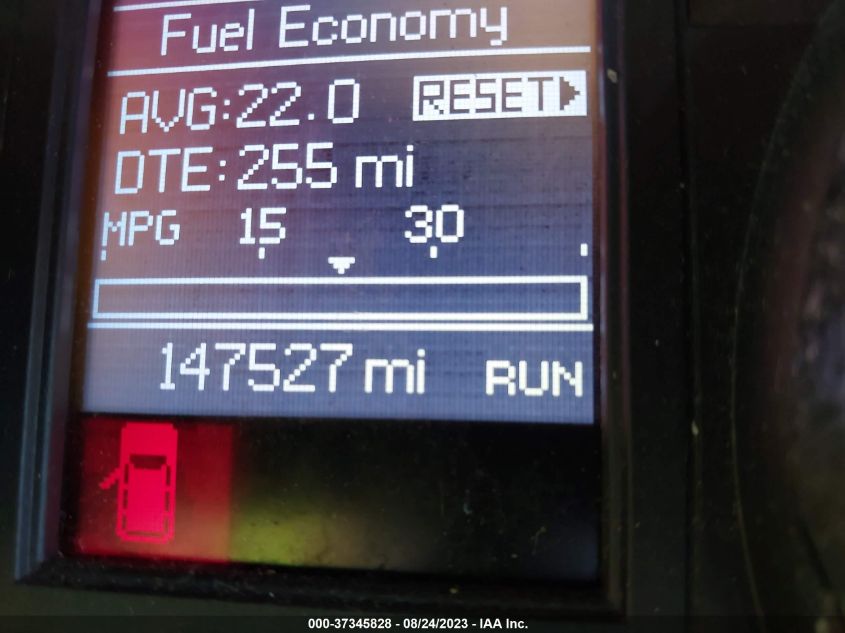 Fuel Economy
AVG:22.0 RESET
DTE:255 mi
MPG 15 30
147527 mi RUN
000-37345828 - 08/24/2023 - IAA Inc.